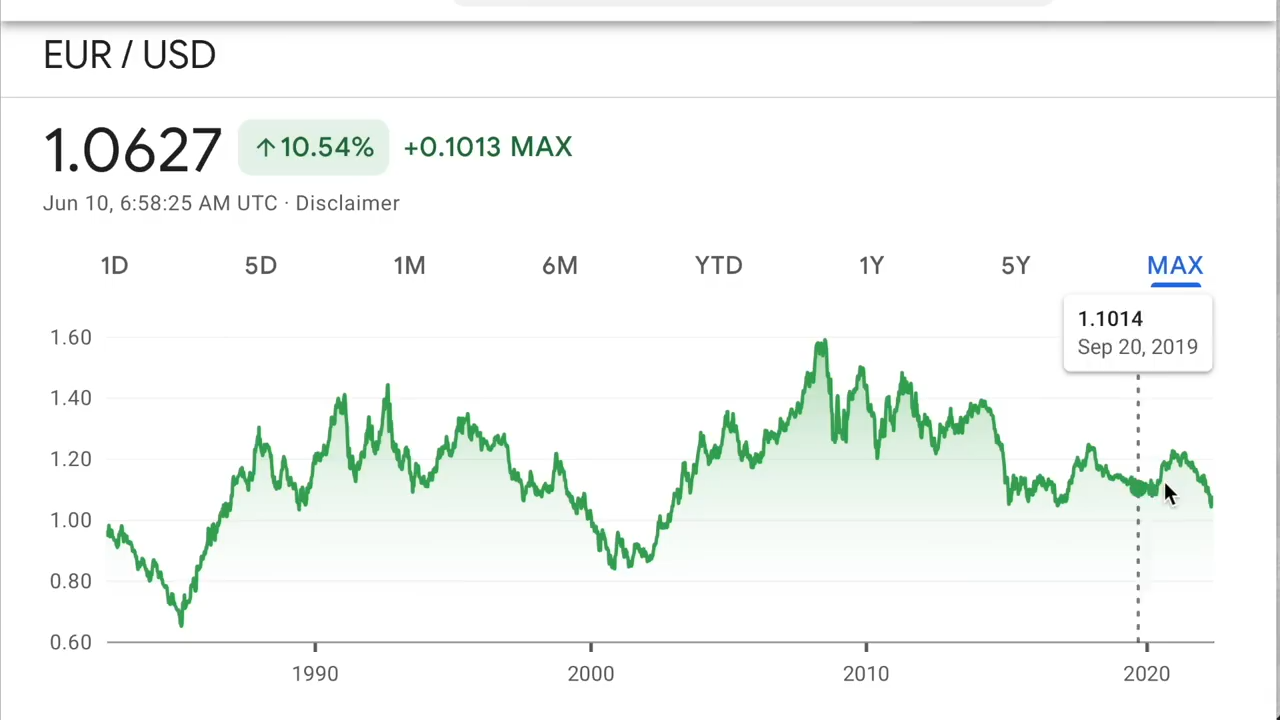 EUR / USD
1.0627 ↑10.54% +0.1013 MAX
Jun 10, 6:58:25 AM UTC · Disclaimer
1D 5D 1M 6M YTD 1Y 5Y MAX
1.1014
Sep 20, 2019
1.60
1.40
1.20
1.00
0.80
0.60
1990 2000 2010 2020